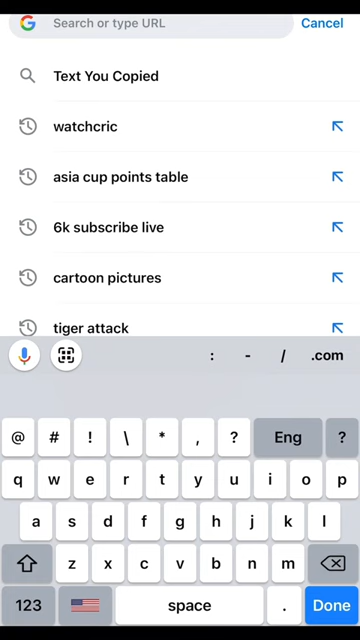 Search or type URL Cancel
Text You Copied
watchcric
asia cup points table
6k subscribe live
cartoon pictures
tiger attack
: - / .com
@ # ! \ * , ? Eng ?
q w e r t y u i o p
a s d f g h j k l
z x c v b n m
123 space . Done